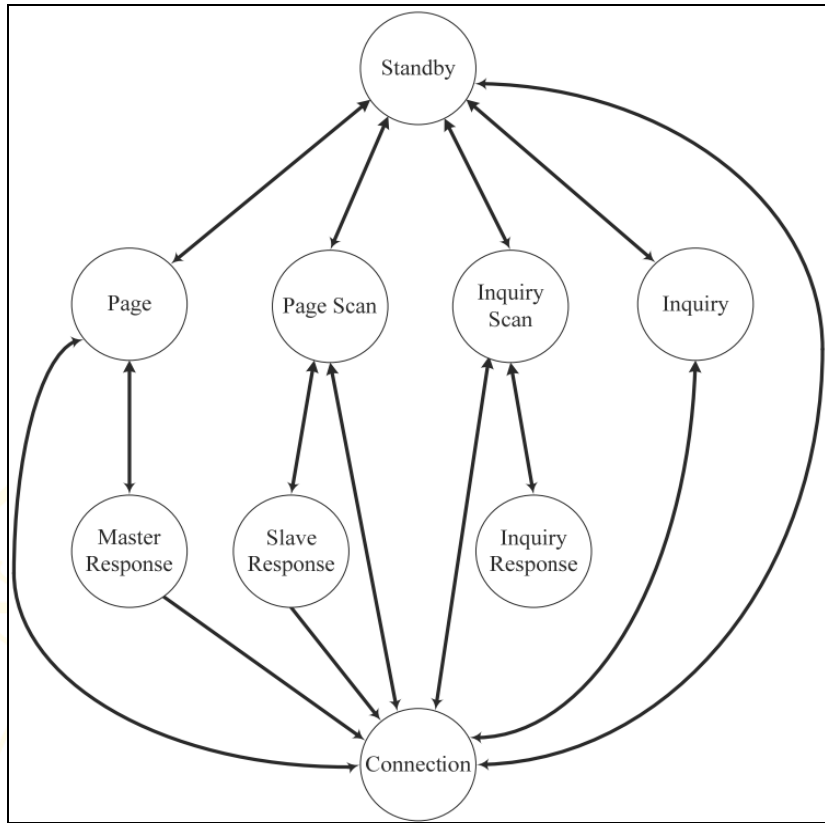 Standby
Page
Page Scan
Inquiry
Scan
Inquiry
Master
Response
Slave
Response
Inquiry
Response
Connection